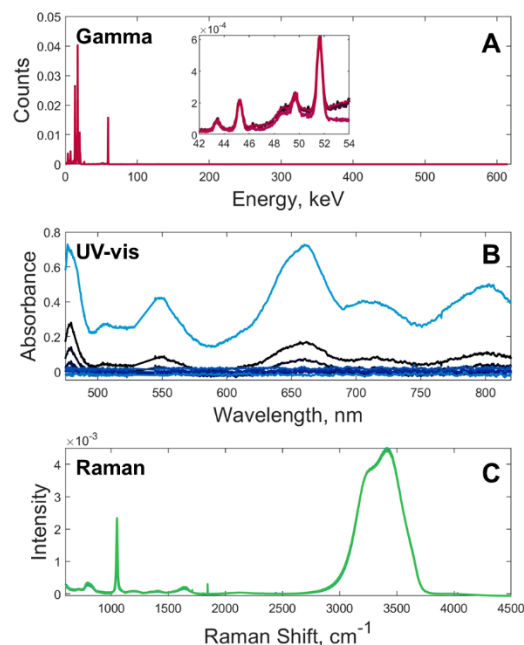 Gamma
A
Counts
0.05
0.04
0.03
0.02
0.01
0
6
4
2
0
×10-4
42 44 46 48 50 52 54
0 100 200 300 400 500 600
Energy, keV
UV-vis
B
Absorbance
0.8
0.6
0.4
0.2
0
500 550 600 650 700 750 800
Wavelength, nm
×10-3
Raman
C
Intensity
4
3
2
1
0
1000 1500 2000 2500 3000 3500 4000 4500
Raman Shift, cm-1